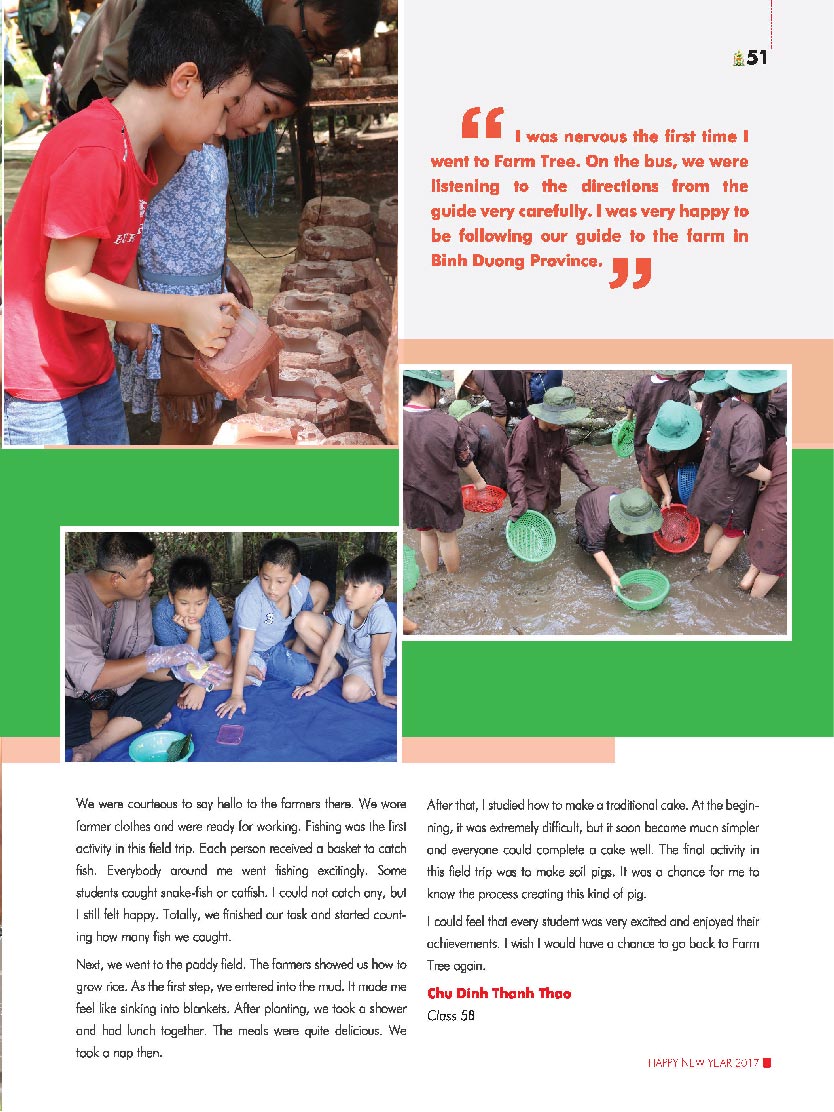 51
“ I was nervous the first time I
went to Farm Tree. On the bus, we were
listening to the directions from the
guide very carefully. I was very happy to
be following our guide to the farm in
Binh Duong Province. ”
We were courteous to say hello to the farmers there. We wore
farmer clothes and were ready for working. Fishing was the first
activity in this field trip. Each person received a basket to catch
fish. Everybody around me went fishing excitingly. Some
students caught snake-fish or catfish. I could not catch any, but
I still felt happy. Totally, we finished our task and started count-
ing how many fish we caught.
Next, we went to the paddy field. The farmers showed us how to
grow rice. As the first step, we entered into the mud. It made me
feel like sinking into blankets. After planting, we took a shower
and had lunch together. The meals were quite delicious. We
took a nap then.
After that, I studied how to make a traditional cake. At the begin-
ning, it was extremely difficult, but it soon became much simpler
and everyone could complete a cake well. The final activity in
this field trip was to make soil pigs. It was a chance for me to
know the process creating this kind of pig.
I could feel that every student was very excited and enjoyed their
achievements. I wish I would have a chance to go back to Farm
Tree again.
Chu Dinh Thanh Thao
Class 58
HAPPY NEW YEAR 2017